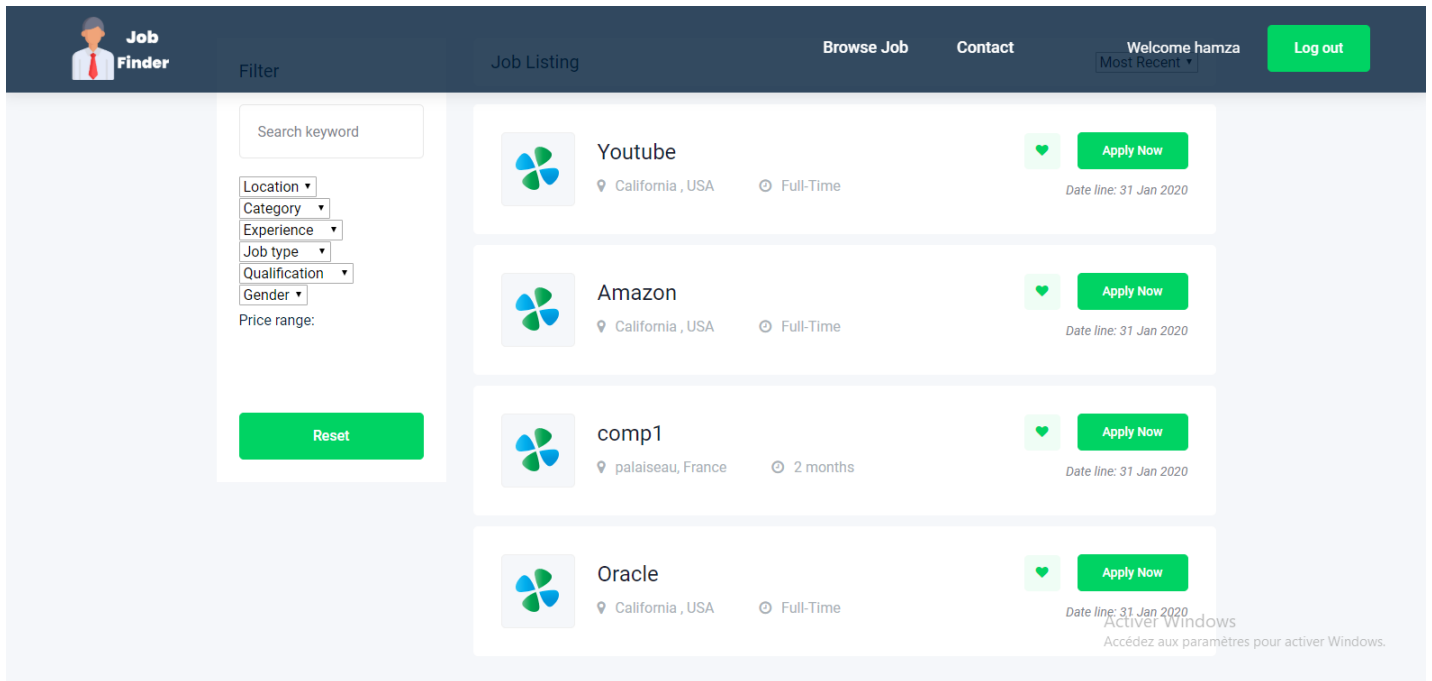 Job
Finder
Browse Job
Contact
Welcome hamza
Log out
Filter
Job Listing
Most Recent
Search keyword
Location
Category
Experience
Job type
Qualification
Gender
Price range:
Reset
Youtube
California , USA
Full-Time
Apply Now
Date line: 31 Jan 2020
Amazon
California , USA
Full-Time
Apply Now
Date line: 31 Jan 2020
comp1
palaiseau, France
2 months
Apply Now
Date line: 31 Jan 2020
Oracle
California , USA
Full-Time
Apply Now
Date line: 31 Jan 2020
Activer Windows
Accédez aux paramètres pour activer Windows.